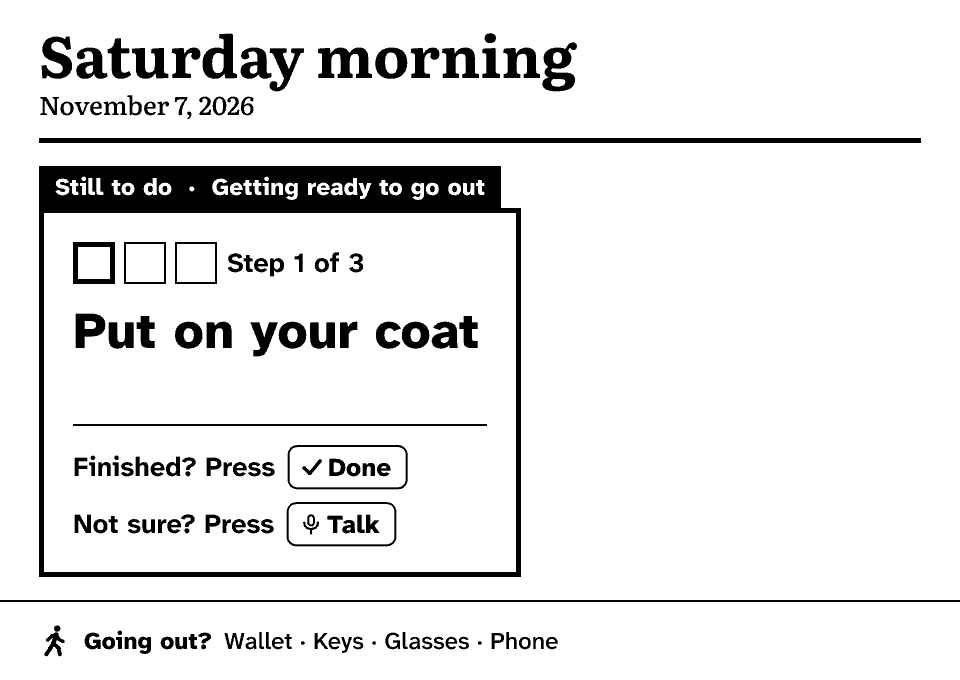 Saturday morning
November 7, 2026
Still to do · Getting ready to go out
Step 1 of 3
Put on your coat
Finished? Press Done
Not sure? Press Talk
Going out? Wallet · Keys · Glasses · Phone